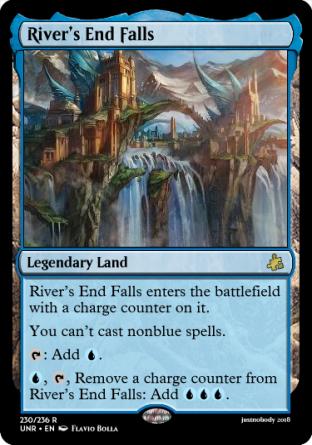 River's End Falls
Legendary Land
River's End Falls enters the battlefield
with a charge counter on it.
You can't cast nonblue spells.
: Add .
, , Remove a charge counter from
River's End Falls: Add .
230/236 R
UNR • EN Flavio Bolla
justnobody 2018